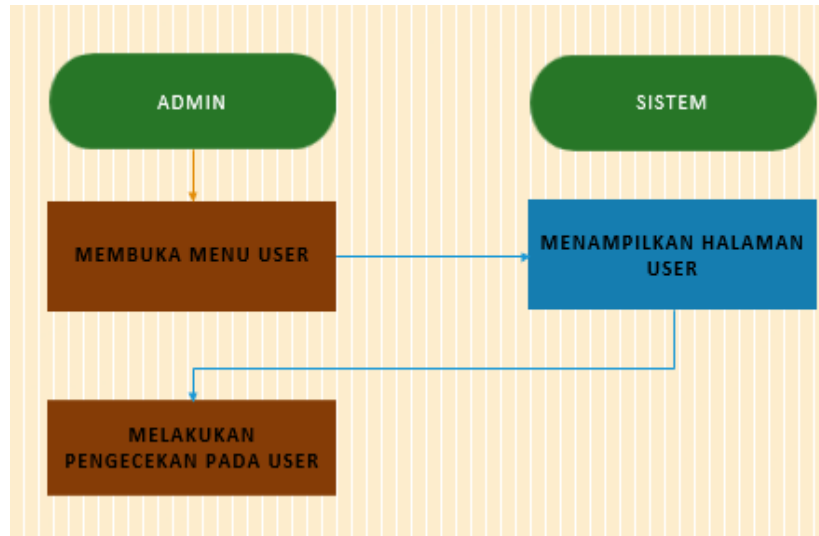 ADMIN
SISTEM
MEMBUKA MENU USER
MENAMPILKAN HALAMAN
USER
MELAKUKAN
PENGECEKAN PADA USER